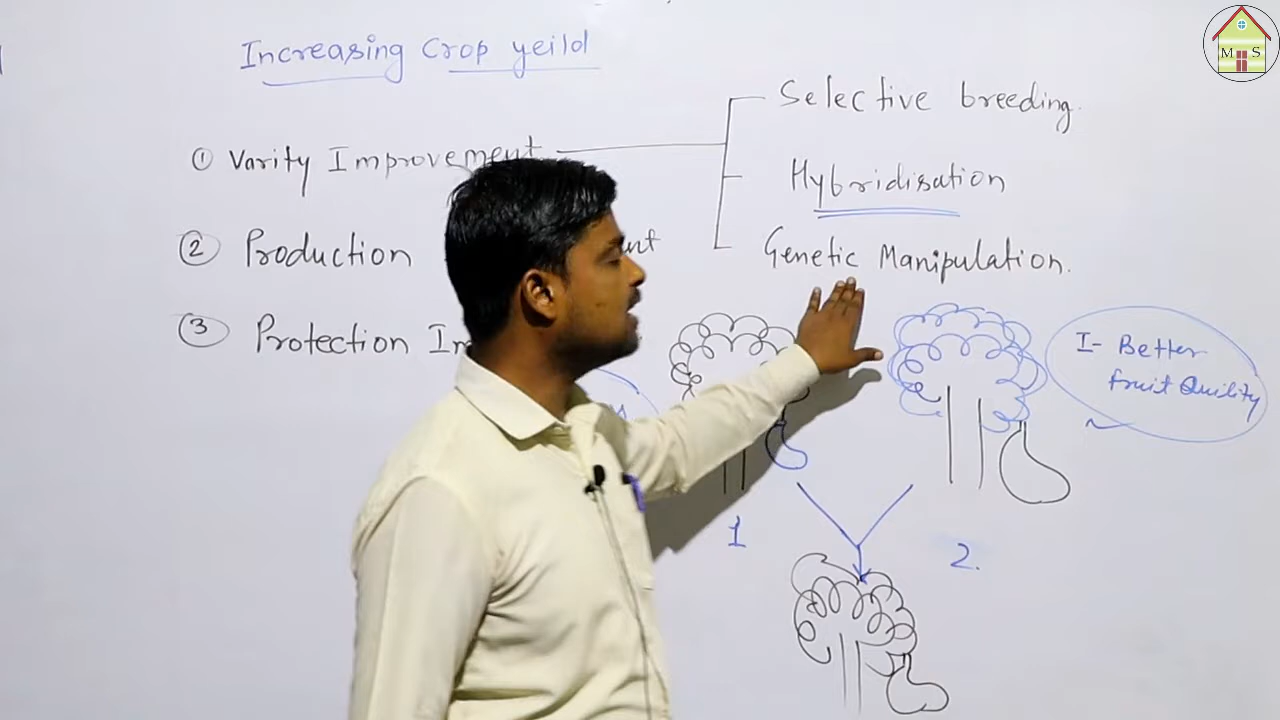 Increasing Crop yeild
① Varity Improvement
Selective breeding.
Hybridisation
Genetic Manipulation.
② Production
③ Protection
I- Better
fruit Quility
1
2.
M S